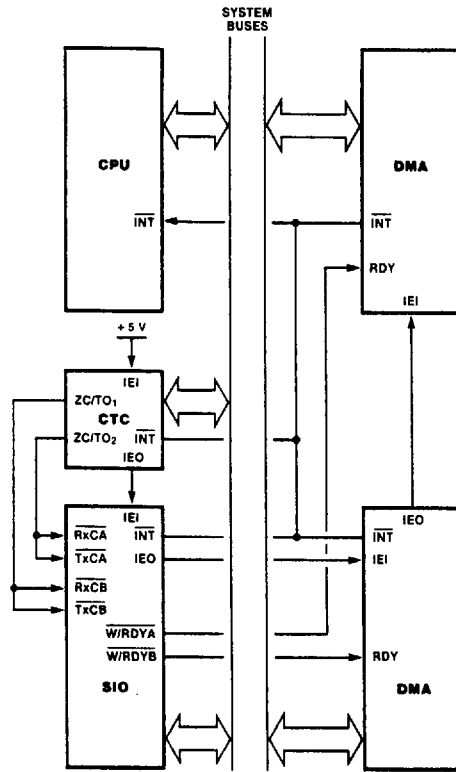 SYSTEM
BUSES
CPU
INT
DMA
INT
RDY
IEI
+ 5 V
IEI
ZC/TO1
CTC
ZC/TO2
INT
IEO
IEI
RxCA
INT
TxCA
IEO
RxCB
TxCB
W/RDYA
W/RDYB
SIO
IEO
INT
IEI
RDY
DMA